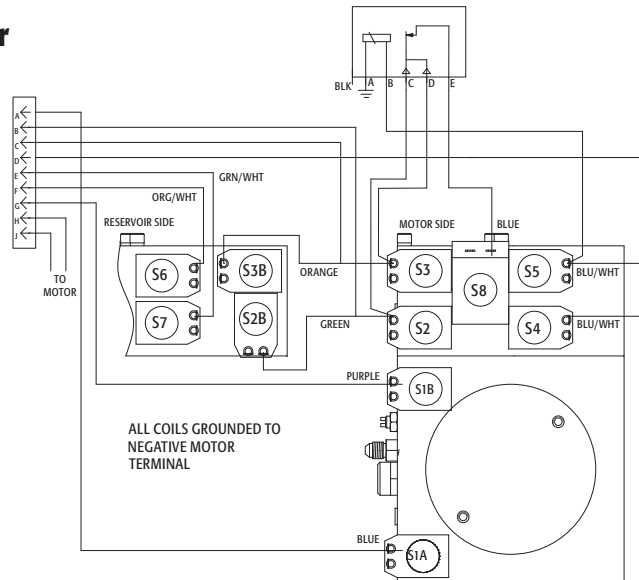 r
BLK
A
B
C
D
E
A
B
C
D
E
F
G
H
J
GRN/WHT
ORG/WHT
RESERVOIR SIDE
MOTOR SIDE
BLUE
TO
MOTOR
S6
S3B
ORANGE
S3
S5
BLU/WHT
S8
S7
S2B
GREEN
S2
S4
BLU/WHT
PURPLE
S1B
ALL COILS GROUNDED TO
NEGATIVE MOTOR
TERMINAL
BLUE
S1A